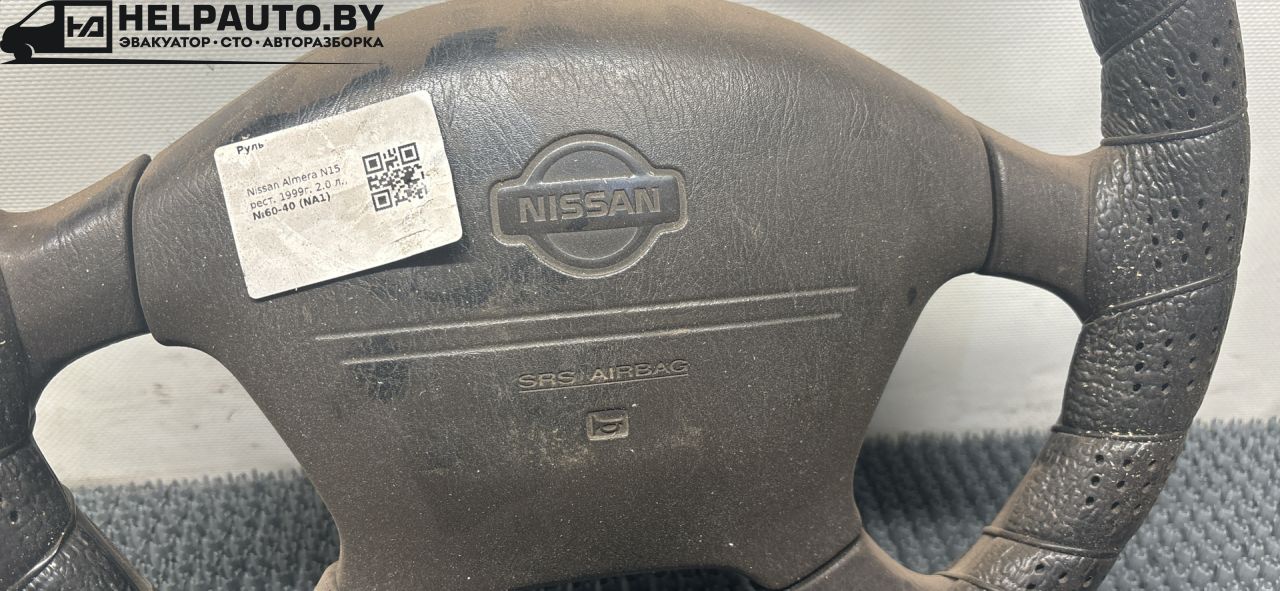 HELPAUTO.BY
ЭВАКУАТОР • СТО • АВТОРАЗБОРКА
Руль
Nissan Almera N15
рест. 1999г. 2.0 л.,
№60-40 (NA1)
NISSAN
SRS AIRBAG